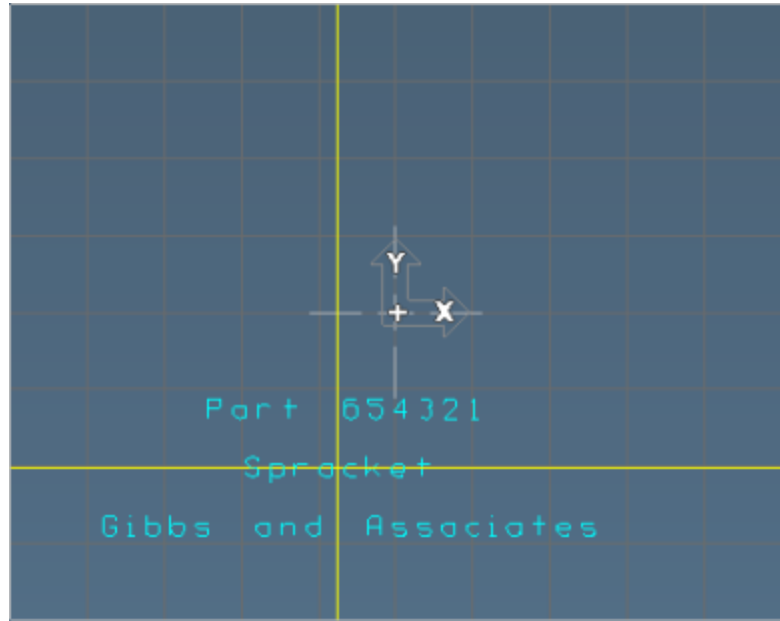 Y
X
Part 654321
Sprocket
Gibbs and Associates